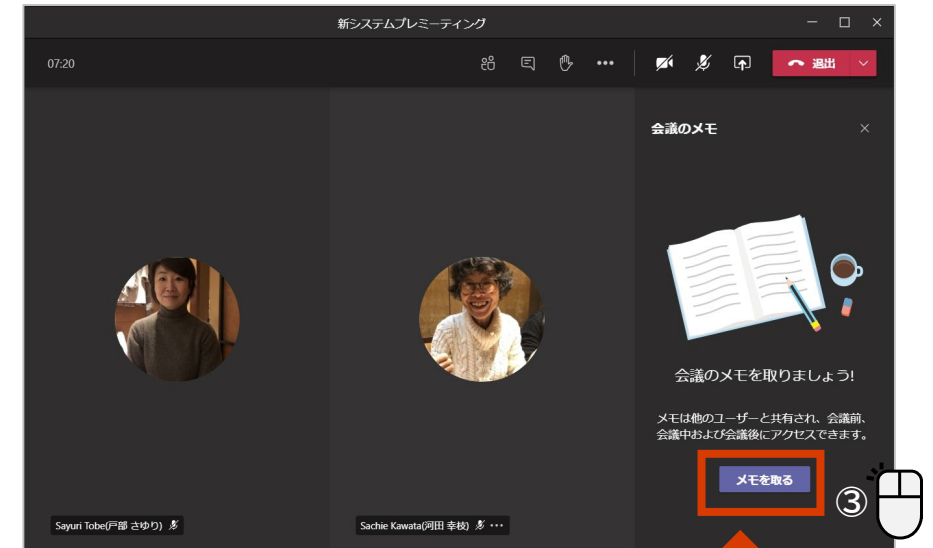 新システムプレミーティング
07:20
退出
会議のメモ
会議のメモを取りましょう!
メモは他のユーザーと共有され、会議前、
会議中および会議後にアクセスできます。
メモを取る
③
Sayuri Tobe(戸部 さゆり)
Sachie Kawata(河田 幸枝)